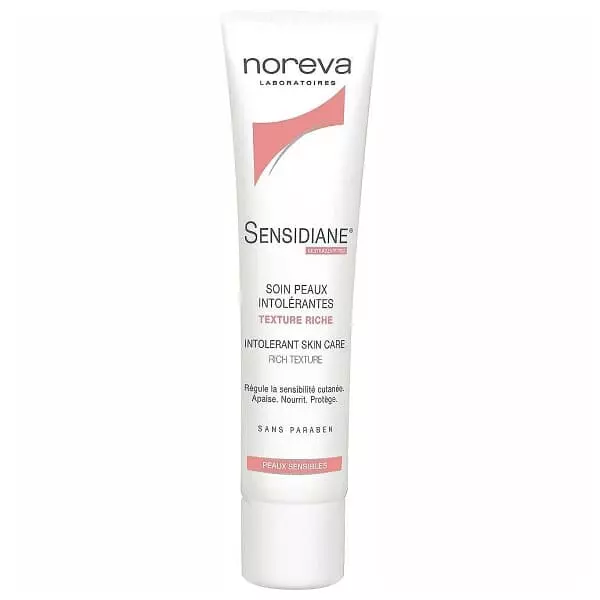 noreva
LABORATOIRES
SENSIDIANE®
SOIN PEAUX
INTOLÉRANTES
TEXTURE RICHE
INTOLERANT SKIN CARE
RICH TEXTURE
Régule la sensibilité cutanée.
Apaise. Nourrit. Protège.
SANS PARABEN
PEAUX SENSIBLES